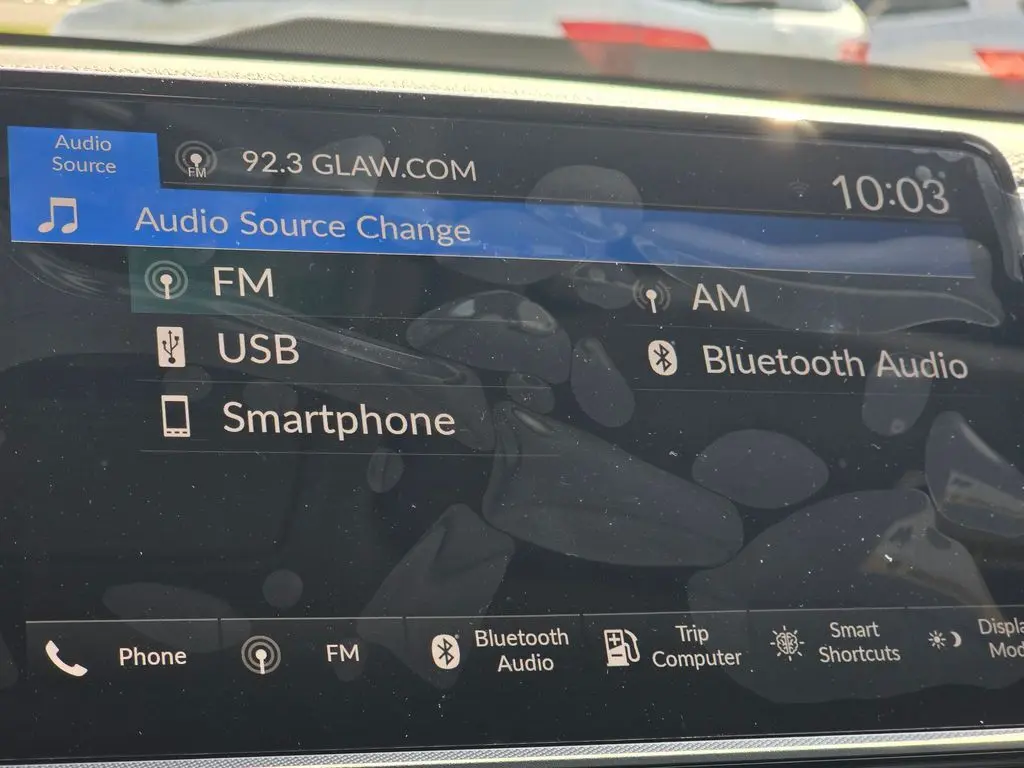 Audio
Source
FM
92.3 GLAW.COM
10:03
Audio Source Change
FM
AM
USB
Bluetooth Audio
Smartphone
Phone
FM
Bluetooth
Audio
Trip
Computer
Smart
Shortcuts